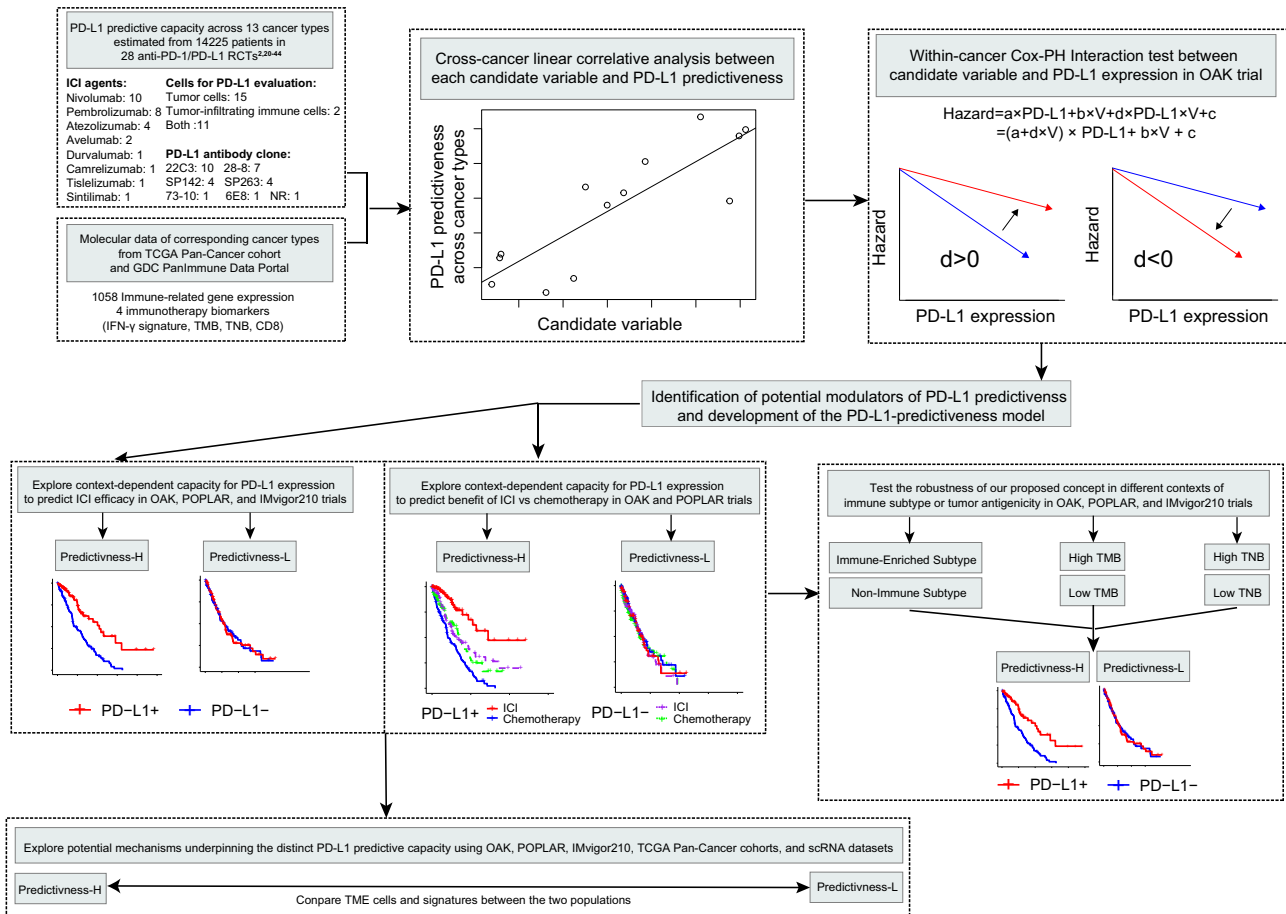 PD-L1 predictive capacity across 13 cancer types
estimated from 14225 patients in
28 anti-PD-1/PD-L1 RCTs2,20-44
ICI agents:
Nivolumab: 10
Pembrolizumab: 8
Atezolizumab: 4
Avelumab: 2
Durvalumab: 1
Camrelizumab: 1
Tislelizumab: 1
Sintilimab: 1
Cells for PD-L1 evaluation:
Tumor cells: 15
Tumor-infiltrating immune cells: 2
Both :11
PD-L1 antibody clone:
22C3: 10 28-8: 7
SP142: 4 SP263: 4
73-10: 1 6E8: 1 NR: 1
Molecular data of corresponding cancer types
from TCGA Pan-Cancer cohort
and GDC PanImmune Data Portal
1058 Immune-related gene expression
4 immunotherapy biomarkers
(IFN-γ signature, TMB, TNB, CD8)
Cross-cancer linear correlative analysis between
each candidate variable and PD-L1 predictiveness
PD-L1 predictiveness
across cancer types
Candidate variable
Within-cancer Cox-PH Interaction test between
candidate variable and PD-L1 expression in OAK trial
Hazard=a×PD-L1+b×V+d×PD-L1×V+c
=(a+d×V) × PD-L1+ b×V + c
Hazard
d>0
PD-L1 expression
Hazard
d<0
PD-L1 expression
Identification of potential modulators of PD-L1 predictivenss
and development of the PD-L1-predictiveness model
Explore context-dependent capacity for PD-L1 expression
to predict ICI efficacy in OAK, POPLAR, and IMvigor210 trials
Predictivness-H
Predictivness-L
PD-L1+
PD-L1-
Explore context-dependent capacity for PD-L1 expression
to predict benefit of ICI vs chemotherapy in OAK and POPLAR trials
Predictivness-H
Predictivness-L
PD-L1+
ICI
Chemotherapy
PD-L1-
ICI
Chemotherapy
Test the robustness of our proposed concept in different contexts of
immune subtype or tumor antigenicity in OAK, POPLAR, and IMvigor210 trials
Immune-Enriched Subtype
High TMB
High TNB
Non-Immune Subtype
Low TMB
Low TNB
Predictivness-H
Predictivness-L
PD-L1+
PD-L1-
Explore potential mechanisms underpinning the distinct PD-L1 predictive capacity using OAK, POPLAR, IMvigor210, TCGA Pan-Cancer cohorts, and scRNA datasets
Predictivness-H
Predictivness-L
Conpare TME cells and signatures between the two populations